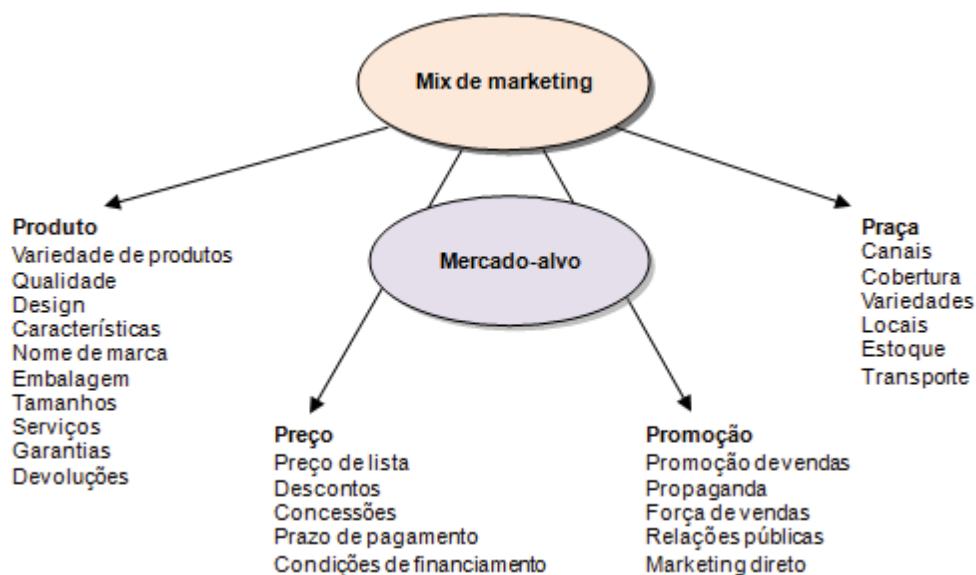 Mix de marketing
Mercado-alvo
Produto
Variedade de produtos
Qualidade
Design
Características
Nome de marca
Embalagem
Tamanhos
Serviços
Garantias
Devoluções
Preço
Preço de lista
Descontos
Concessões
Prazo de pagamento
Condições de financiamento
Promoção
Promoção de vendas
Propaganda
Força de vendas
Relações públicas
Marketing direto
Praça
Canais
Cobertura
Variedades
Locais
Estoque
Transporte